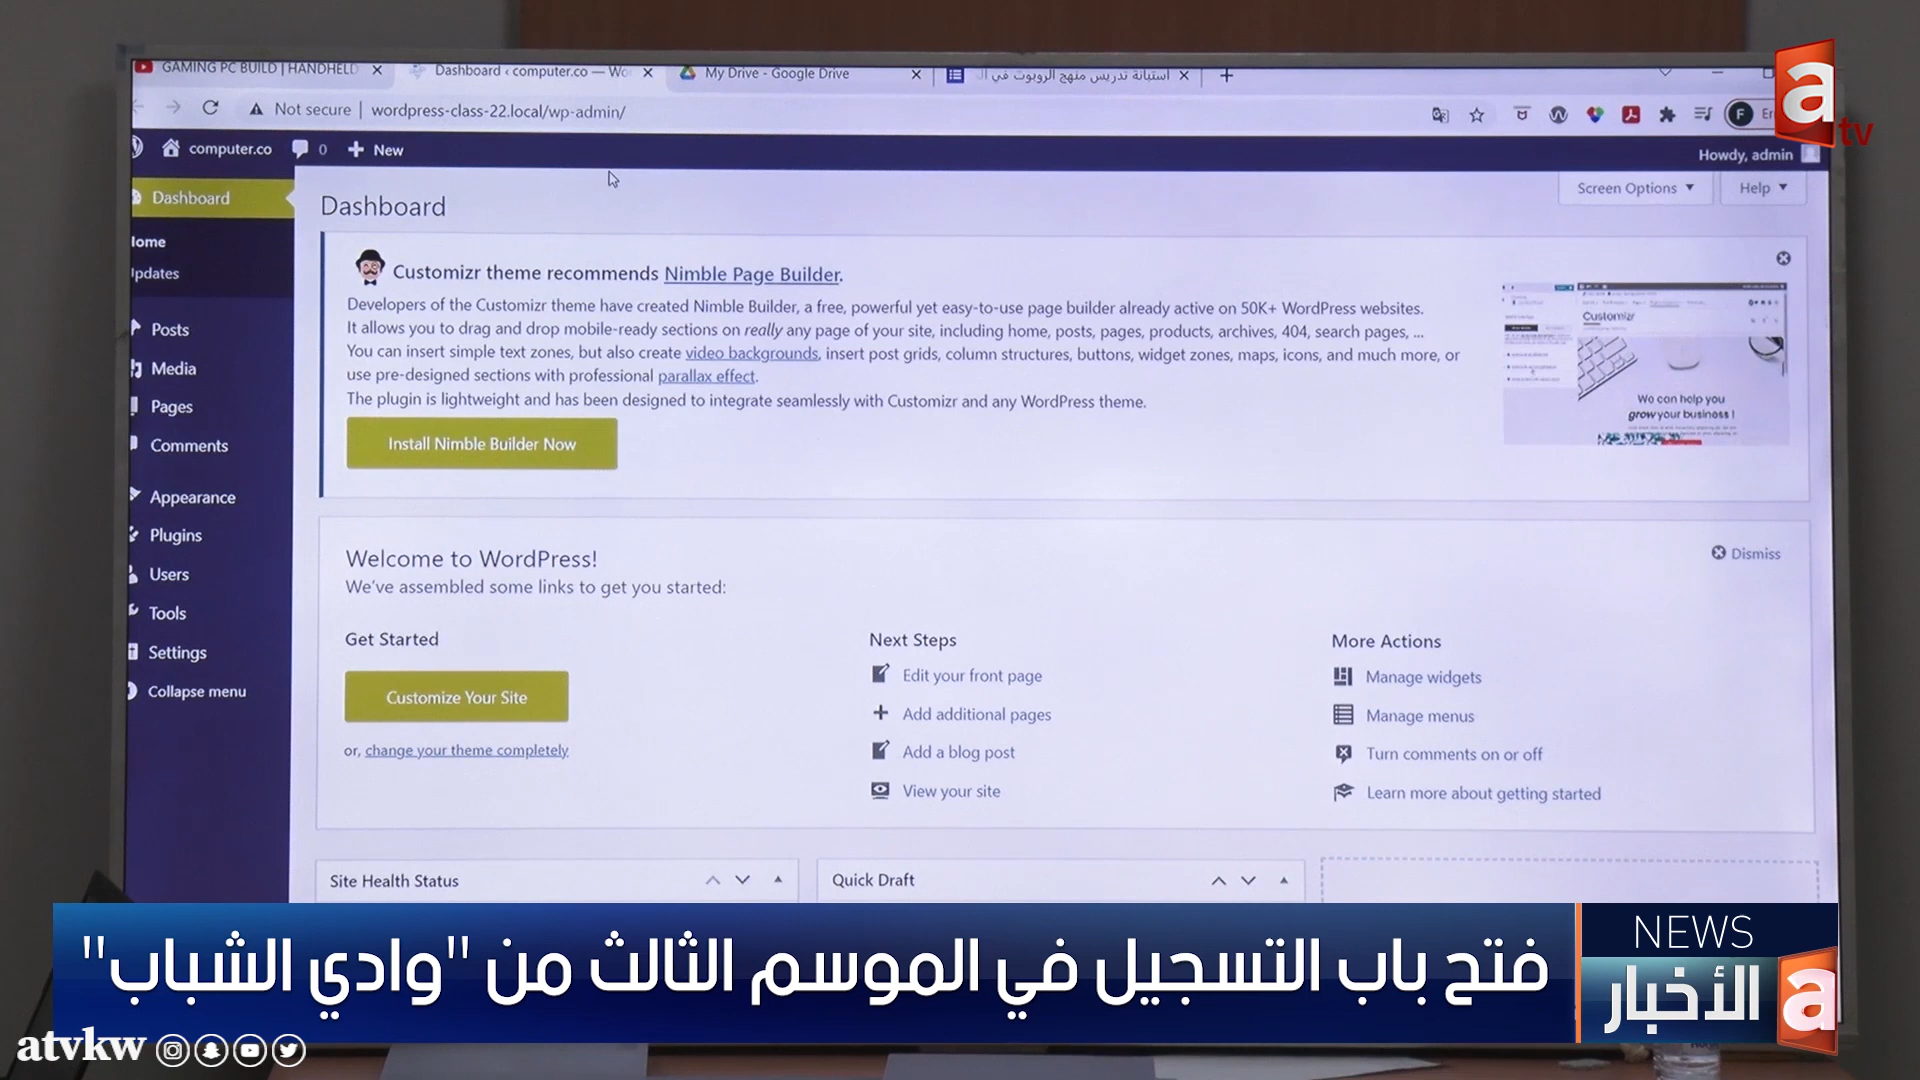 GAMING PC BUILD | HANDHELD
Dashboard ‹ computer.co — Wo
My Drive - Google Drive
استبانة تدريس منهج الروبوت في ال
Not secure | wordpress-class-22.local/wp-admin/
F
a
tv
computer.co
0
New
Howdy, admin
Dashboard
Home
Updates
Posts
Media
Pages
Comments
Appearance
Plugins
Users
Tools
Settings
Collapse menu
Screen Options
Help
Dashboard
Customizr theme recommends Nimble Page Builder.
Developers of the Customizr theme have created Nimble Builder, a free, powerful yet easy-to-use page builder already active on 50K+ WordPress websites.
It allows you to drag and drop mobile-ready sections on really any page of your site, including home, posts, pages, products, archives, 404, search pages, ...
You can insert simple text zones, but also create video backgrounds, insert post grids, column structures, buttons, widget zones, maps, icons, and much more, or
use pre-designed sections with professional parallax effect.
The plugin is lightweight and has been designed to integrate seamlessly with Customizr and any WordPress theme.
Install Nimble Builder Now
Customizr
We can help you
grow your business !
Welcome to WordPress!
We've assembled some links to get you started:
Dismiss
Get Started
Customize Your Site
or, change your theme completely
Next Steps
Edit your front page
Add additional pages
Add a blog post
View your site
More Actions
Manage widgets
Manage menus
Turn comments on or off
Learn more about getting started
Site Health Status
Quick Draft
فتح باب التسجيل في الموسم الثالث من "وادي الشباب"
NEWS
الأخبار
a
atvkw